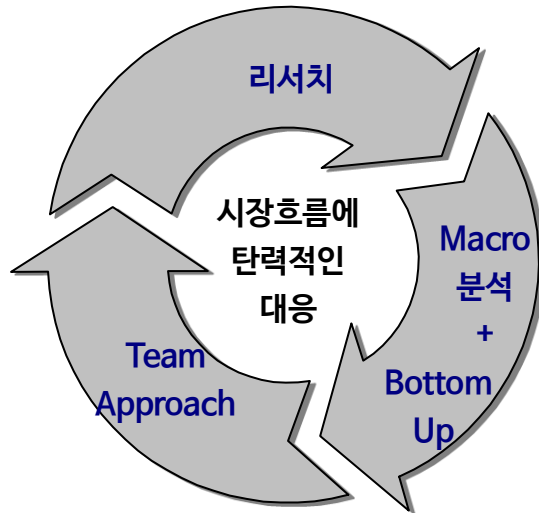 리서치
시장흐름에
탄력적인
대응
Macro
분석
+
Bottom
Up
Team
Approach